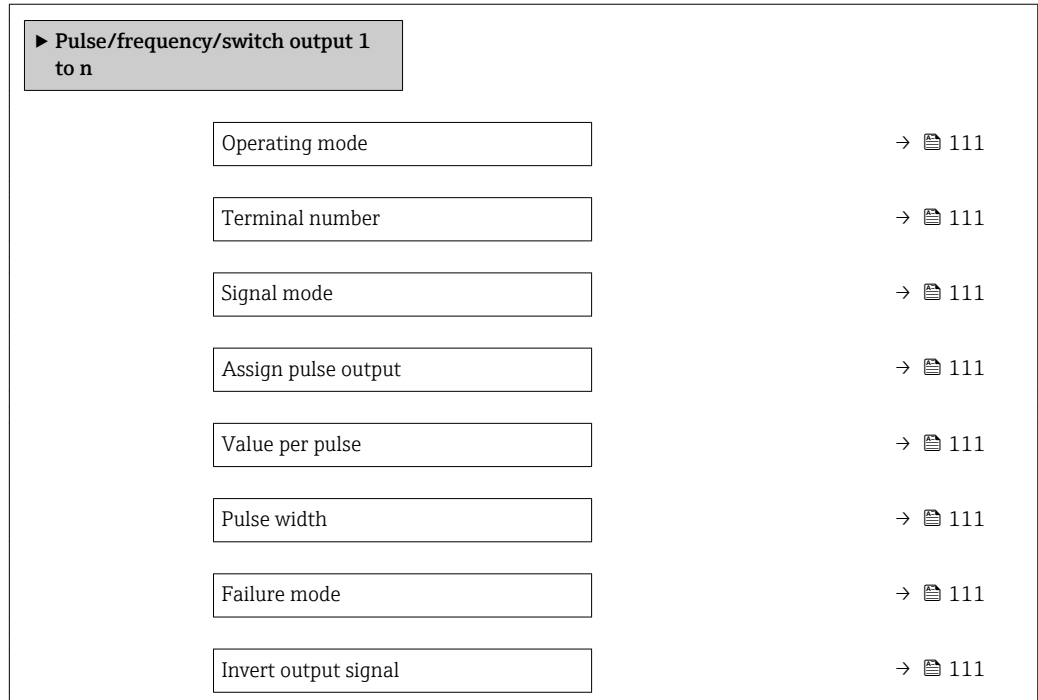 ▶ Pulse/frequency/switch output 1
to n
Operating mode → 111
Terminal number → 111
Signal mode → 111
Assign pulse output → 111
Value per pulse → 111
Pulse width → 111
Failure mode → 111
Invert output signal → 111